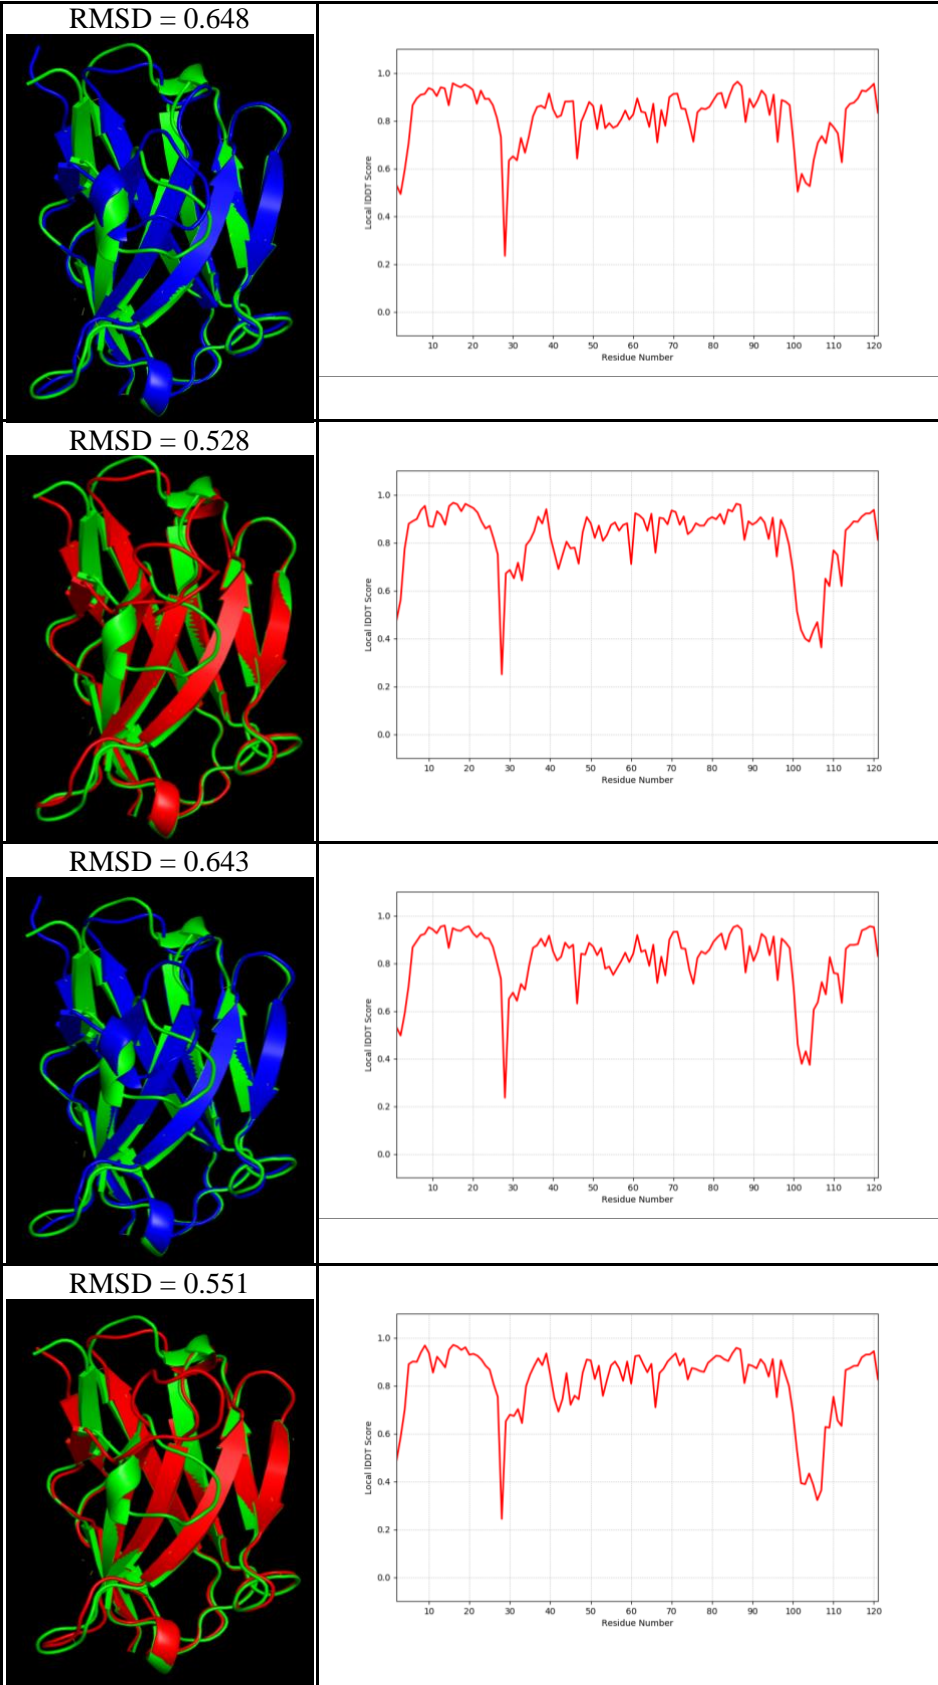 RMSD = 0.648
1.0
0.8
0.6
0.4
0.2
0.0
Local lDDT Score
10 20 30 40 50 60 70 80 90 100 110 120
Residue Number
RMSD = 0.528
1.0
0.8
0.6
0.4
0.2
0.0
Local lDDT Score
10 20 30 40 50 60 70 80 90 100 110 120
Residue Number
RMSD = 0.643
1.0
0.8
0.6
0.4
0.2
0.0
Local lDDT Score
10 20 30 40 50 60 70 80 90 100 110 120
Residue Number
RMSD = 0.551
1.0
0.8
0.6
0.4
0.2
0.0
Local lDDT Score
10 20 30 40 50 60 70 80 90 100 110 120
Residue Number